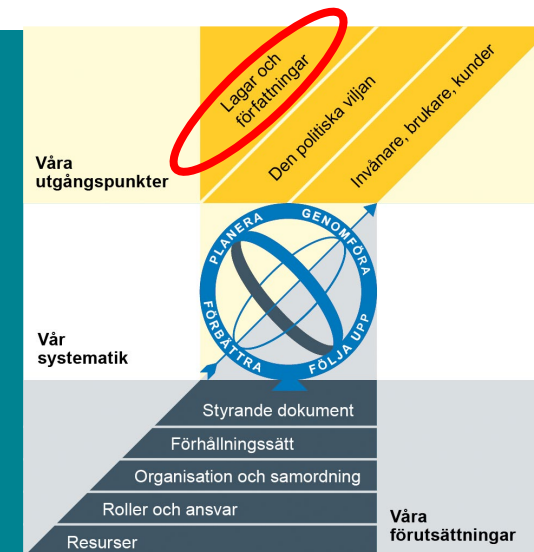 Lagar och
författningar
Den politiska viljan
Invånare, brukare, kunder
Våra
utgångspunkter
PLANERA
GENOMFÖRA
FÖRBÄTTRA
FÖLJA UPP
Vår
systematik
Styrande dokument
Förhållningssätt
Organisation och samordning
Roller och ansvar
Resurser
Våra
förutsättningar